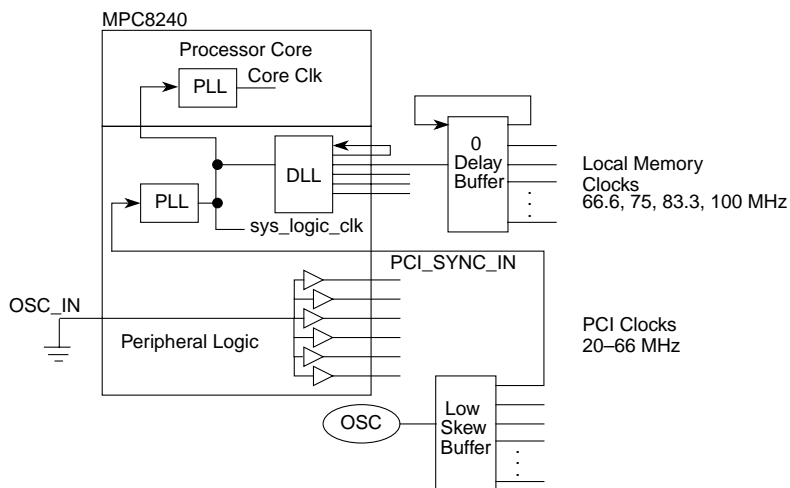 MPC8240
Processor Core
PLL
Core Clk
DLL
PLL
sys_logic_clk
0
Delay
Buffer
Local Memory
Clocks
66.6, 75, 83.3, 100 MHz
PCI_SYNC_IN
OSC_IN
Peripheral Logic
PCI Clocks
20–66 MHz
OSC
Low
Skew
Buffer